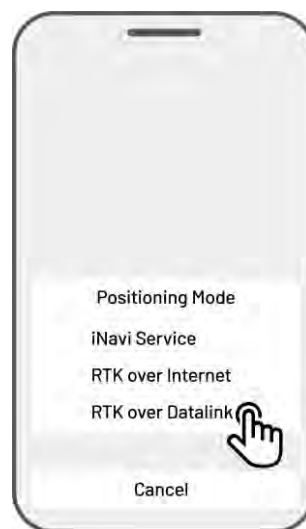 Positioning Mode
iNavi Service
RTK over Internet
RTK over Datalink
Cancel